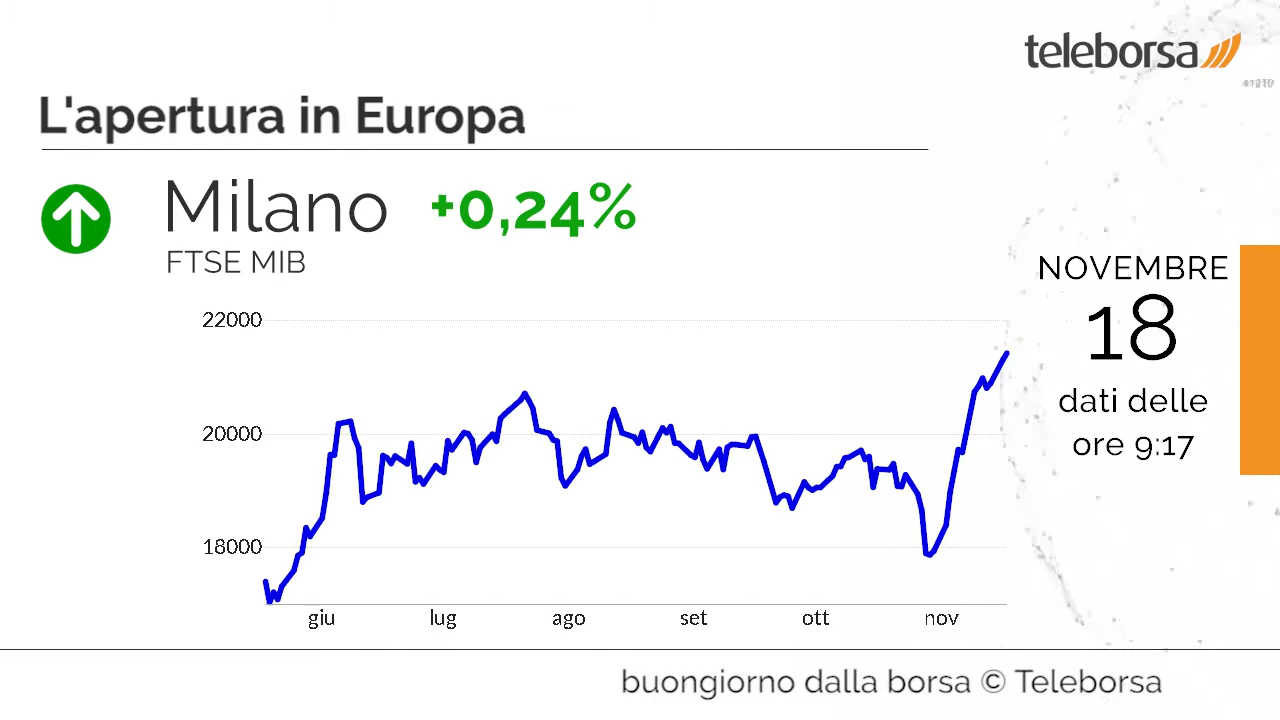 teleborsa
L'apertura in Europa
Milano +0,24%
FTSE MIB
NOVEMBRE
18
dati delle
ore 9:17
22000
20000
18000
giu lug ago set ott nov
buongiorno dalla borsa © Teleborsa